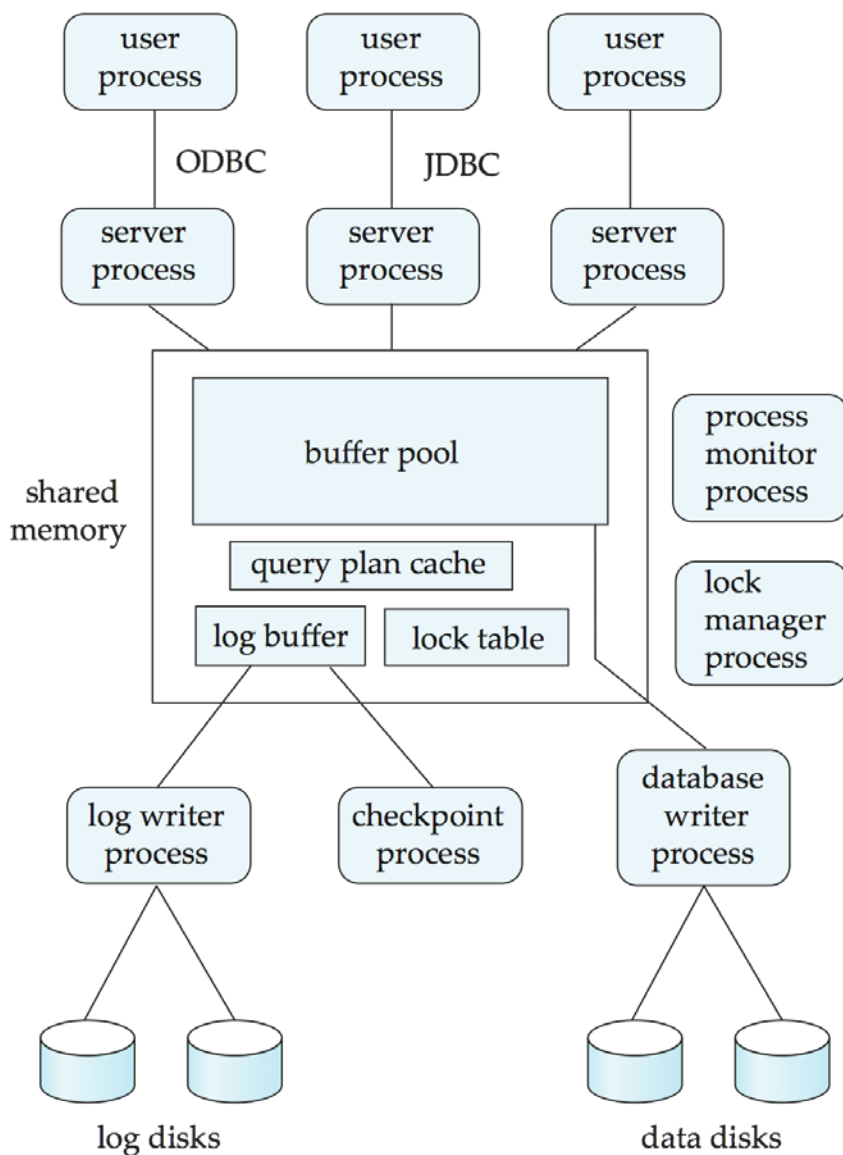 user
process
user
process
user
process
ODBC
JDBC
server
process
server
process
server
process
shared
memory
buffer pool
query plan cache
log buffer
lock table
process
monitor
process
lock
manager
process
log writer
process
checkpoint
process
database
writer
process
log disks
data disks